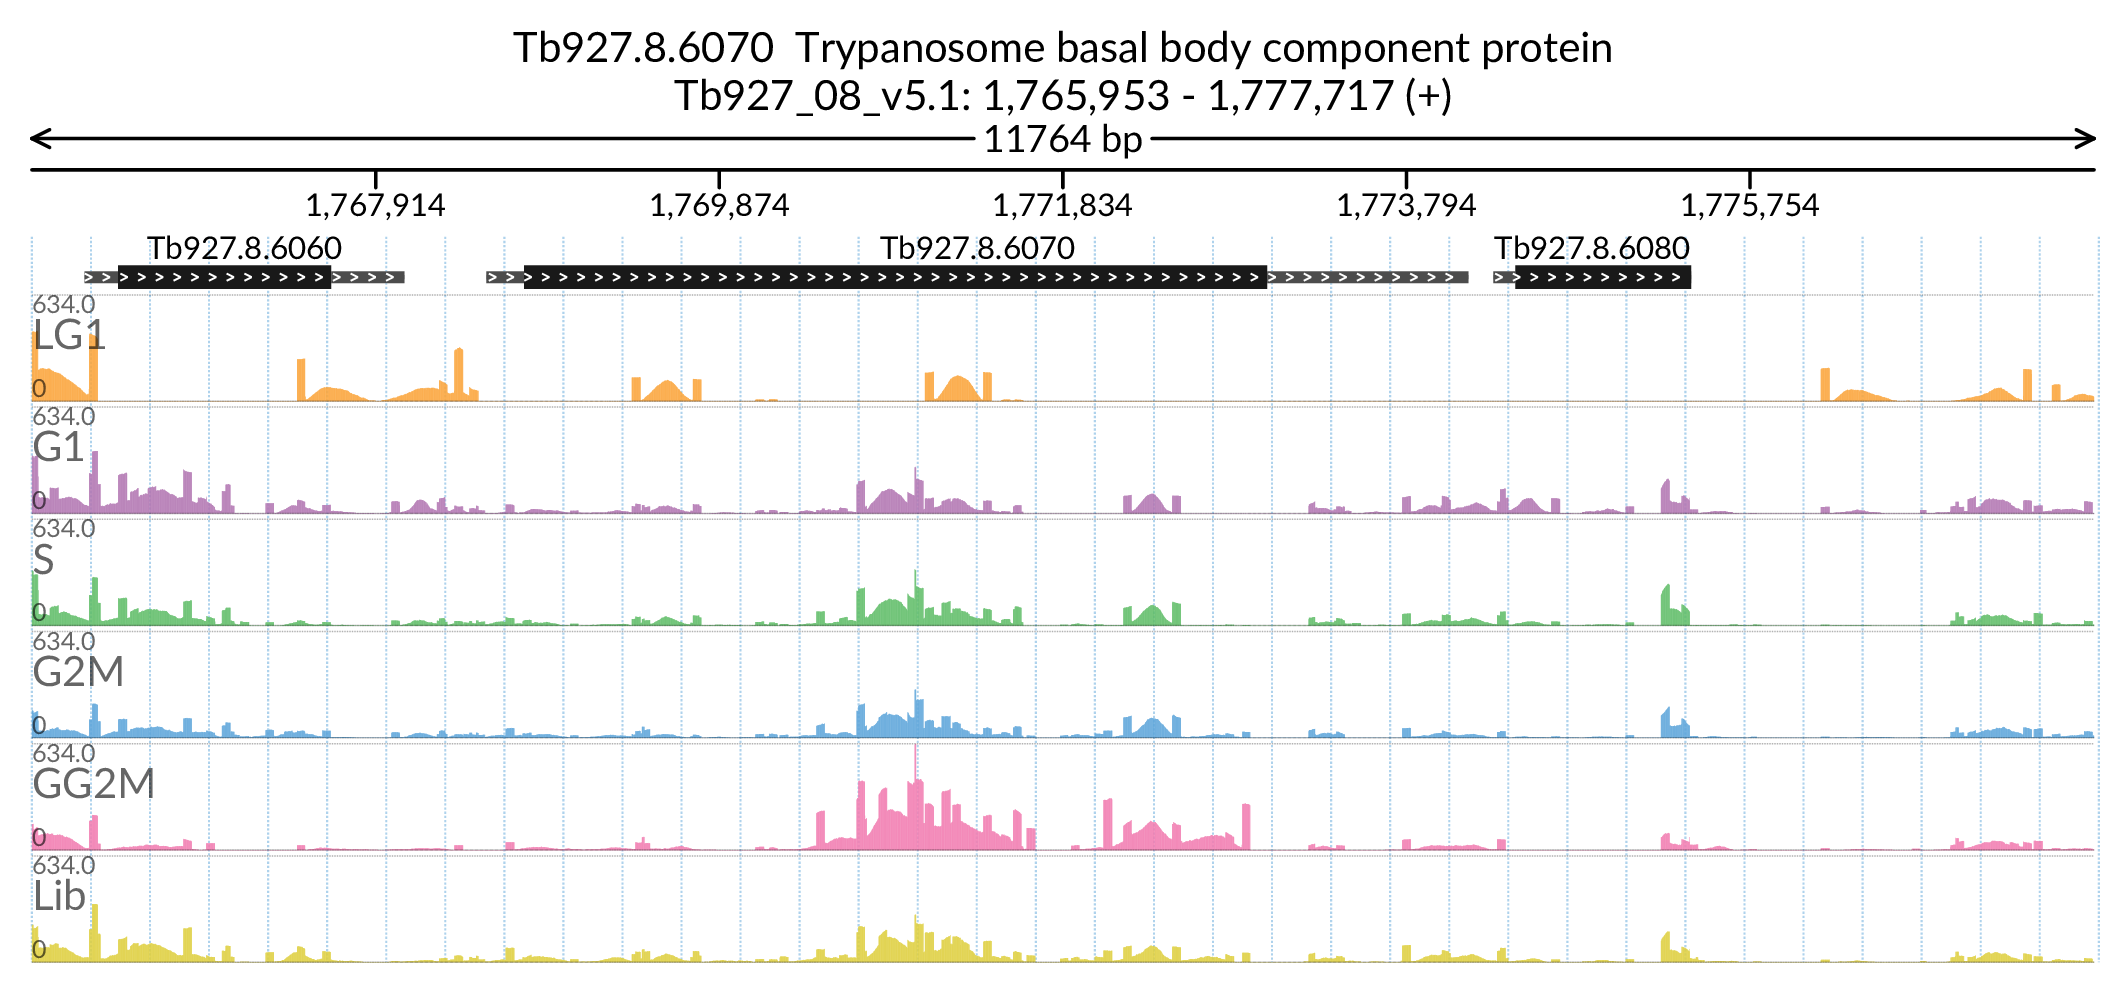 Tb927.8.6070 Trypanosome basal body component protein
Tb927_08_v5.1: 1,765,953 - 1,777,717 (+)
11764 bp
1,767,914 1,769,874 1,771,834 1,773,794 1,775,754
Tb927.8.6060 Tb927.8.6070 Tb927.8.6080
634.0
LG1
0
634.0
G1
0
634.0
S
0
634.0
G2M
0
634.0
GG2M
0
634.0
Lib
0